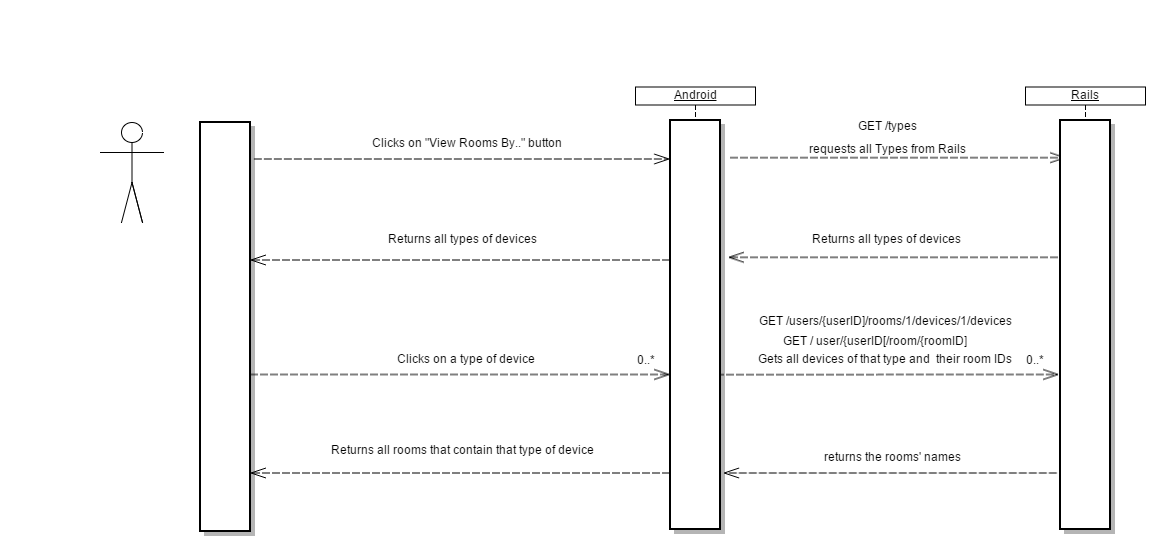 Android
Rails
Clicks on "View Rooms By.." button
GET /types
requests all Types from Rails
Returns all types of devices
Returns all types of devices
GET /users/{userID]/rooms/1/devices/1/devices
GET / user/{userID[/room/{roomID]
Clicks on a type of device
0..*
Gets all devices of that type and their room IDs
0..*
Returns all rooms that contain that type of device
returns the rooms' names